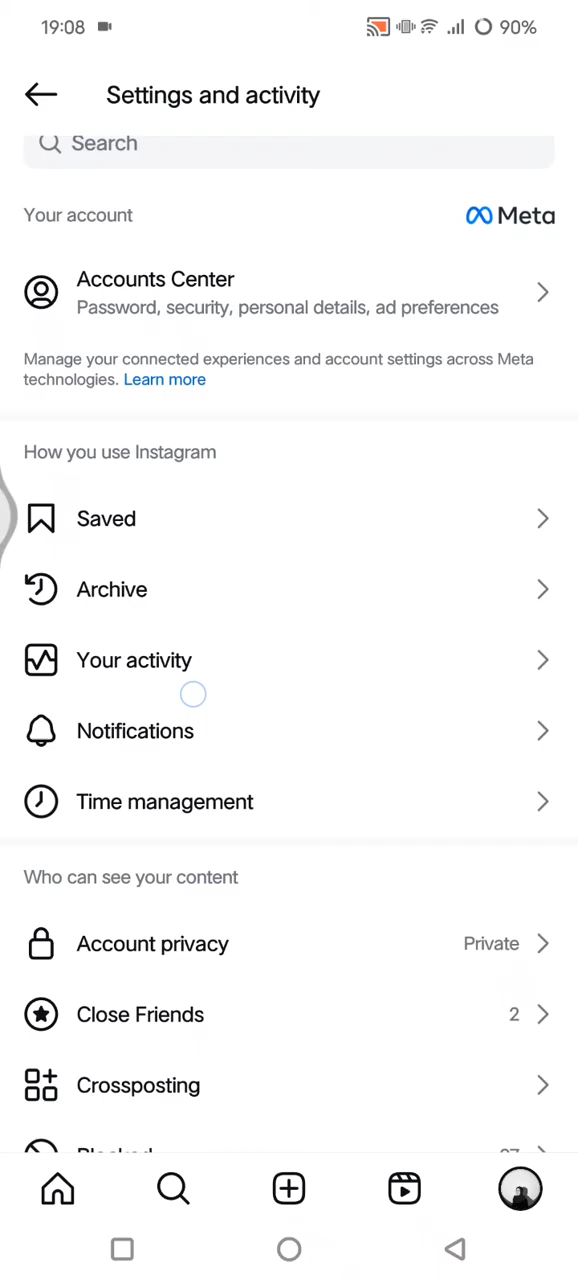 19:08
90%
Settings and activity
Search
Your account
Meta
Accounts Center
Password, security, personal details, ad preferences
Manage your connected experiences and account settings across Meta
technologies. Learn more
How you use Instagram
Saved
Archive
Your activity
Notifications
Time management
Who can see your content
Account privacy Private
Close Friends 2
Crossposting
Blocked